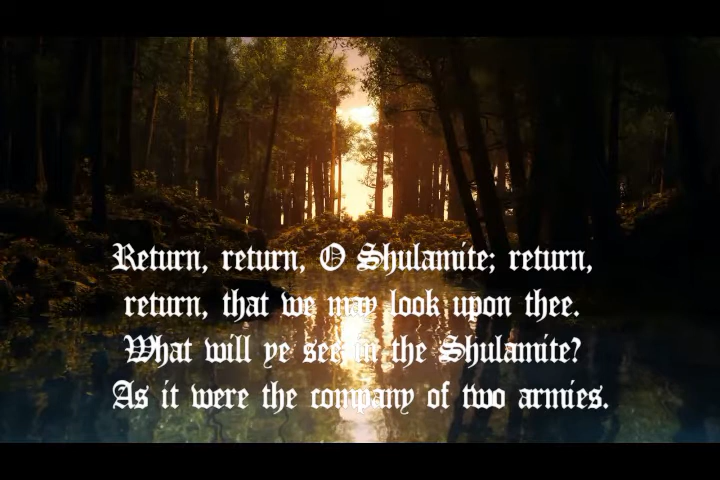 Return, return, O Shulamite; return,
return, that we may look upon thee.
What will ye see in the Shulamite?
As it were the company of two armies.